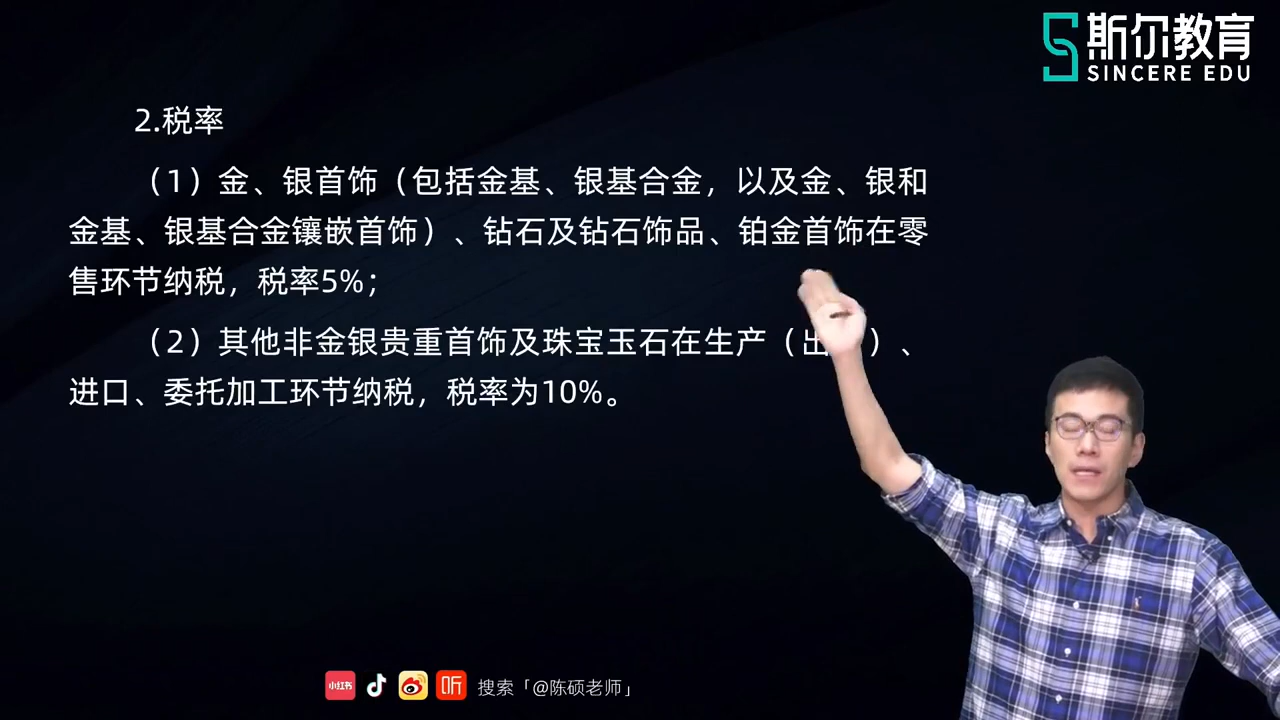 斯尔教育
SINCERE EDU
2.税率
（1）金、银首饰（包括金基、银基合金，以及金、银和
金基、银基合金镶嵌首饰）、钻石及钻石饰品、铂金首饰在零
售环节纳税，税率5%；
（2）其他非金银贵重首饰及珠宝玉石在生产（出）、
进口、委托加工环节纳税，税率为10%。
小红书
听
搜索「@陈硕老师」